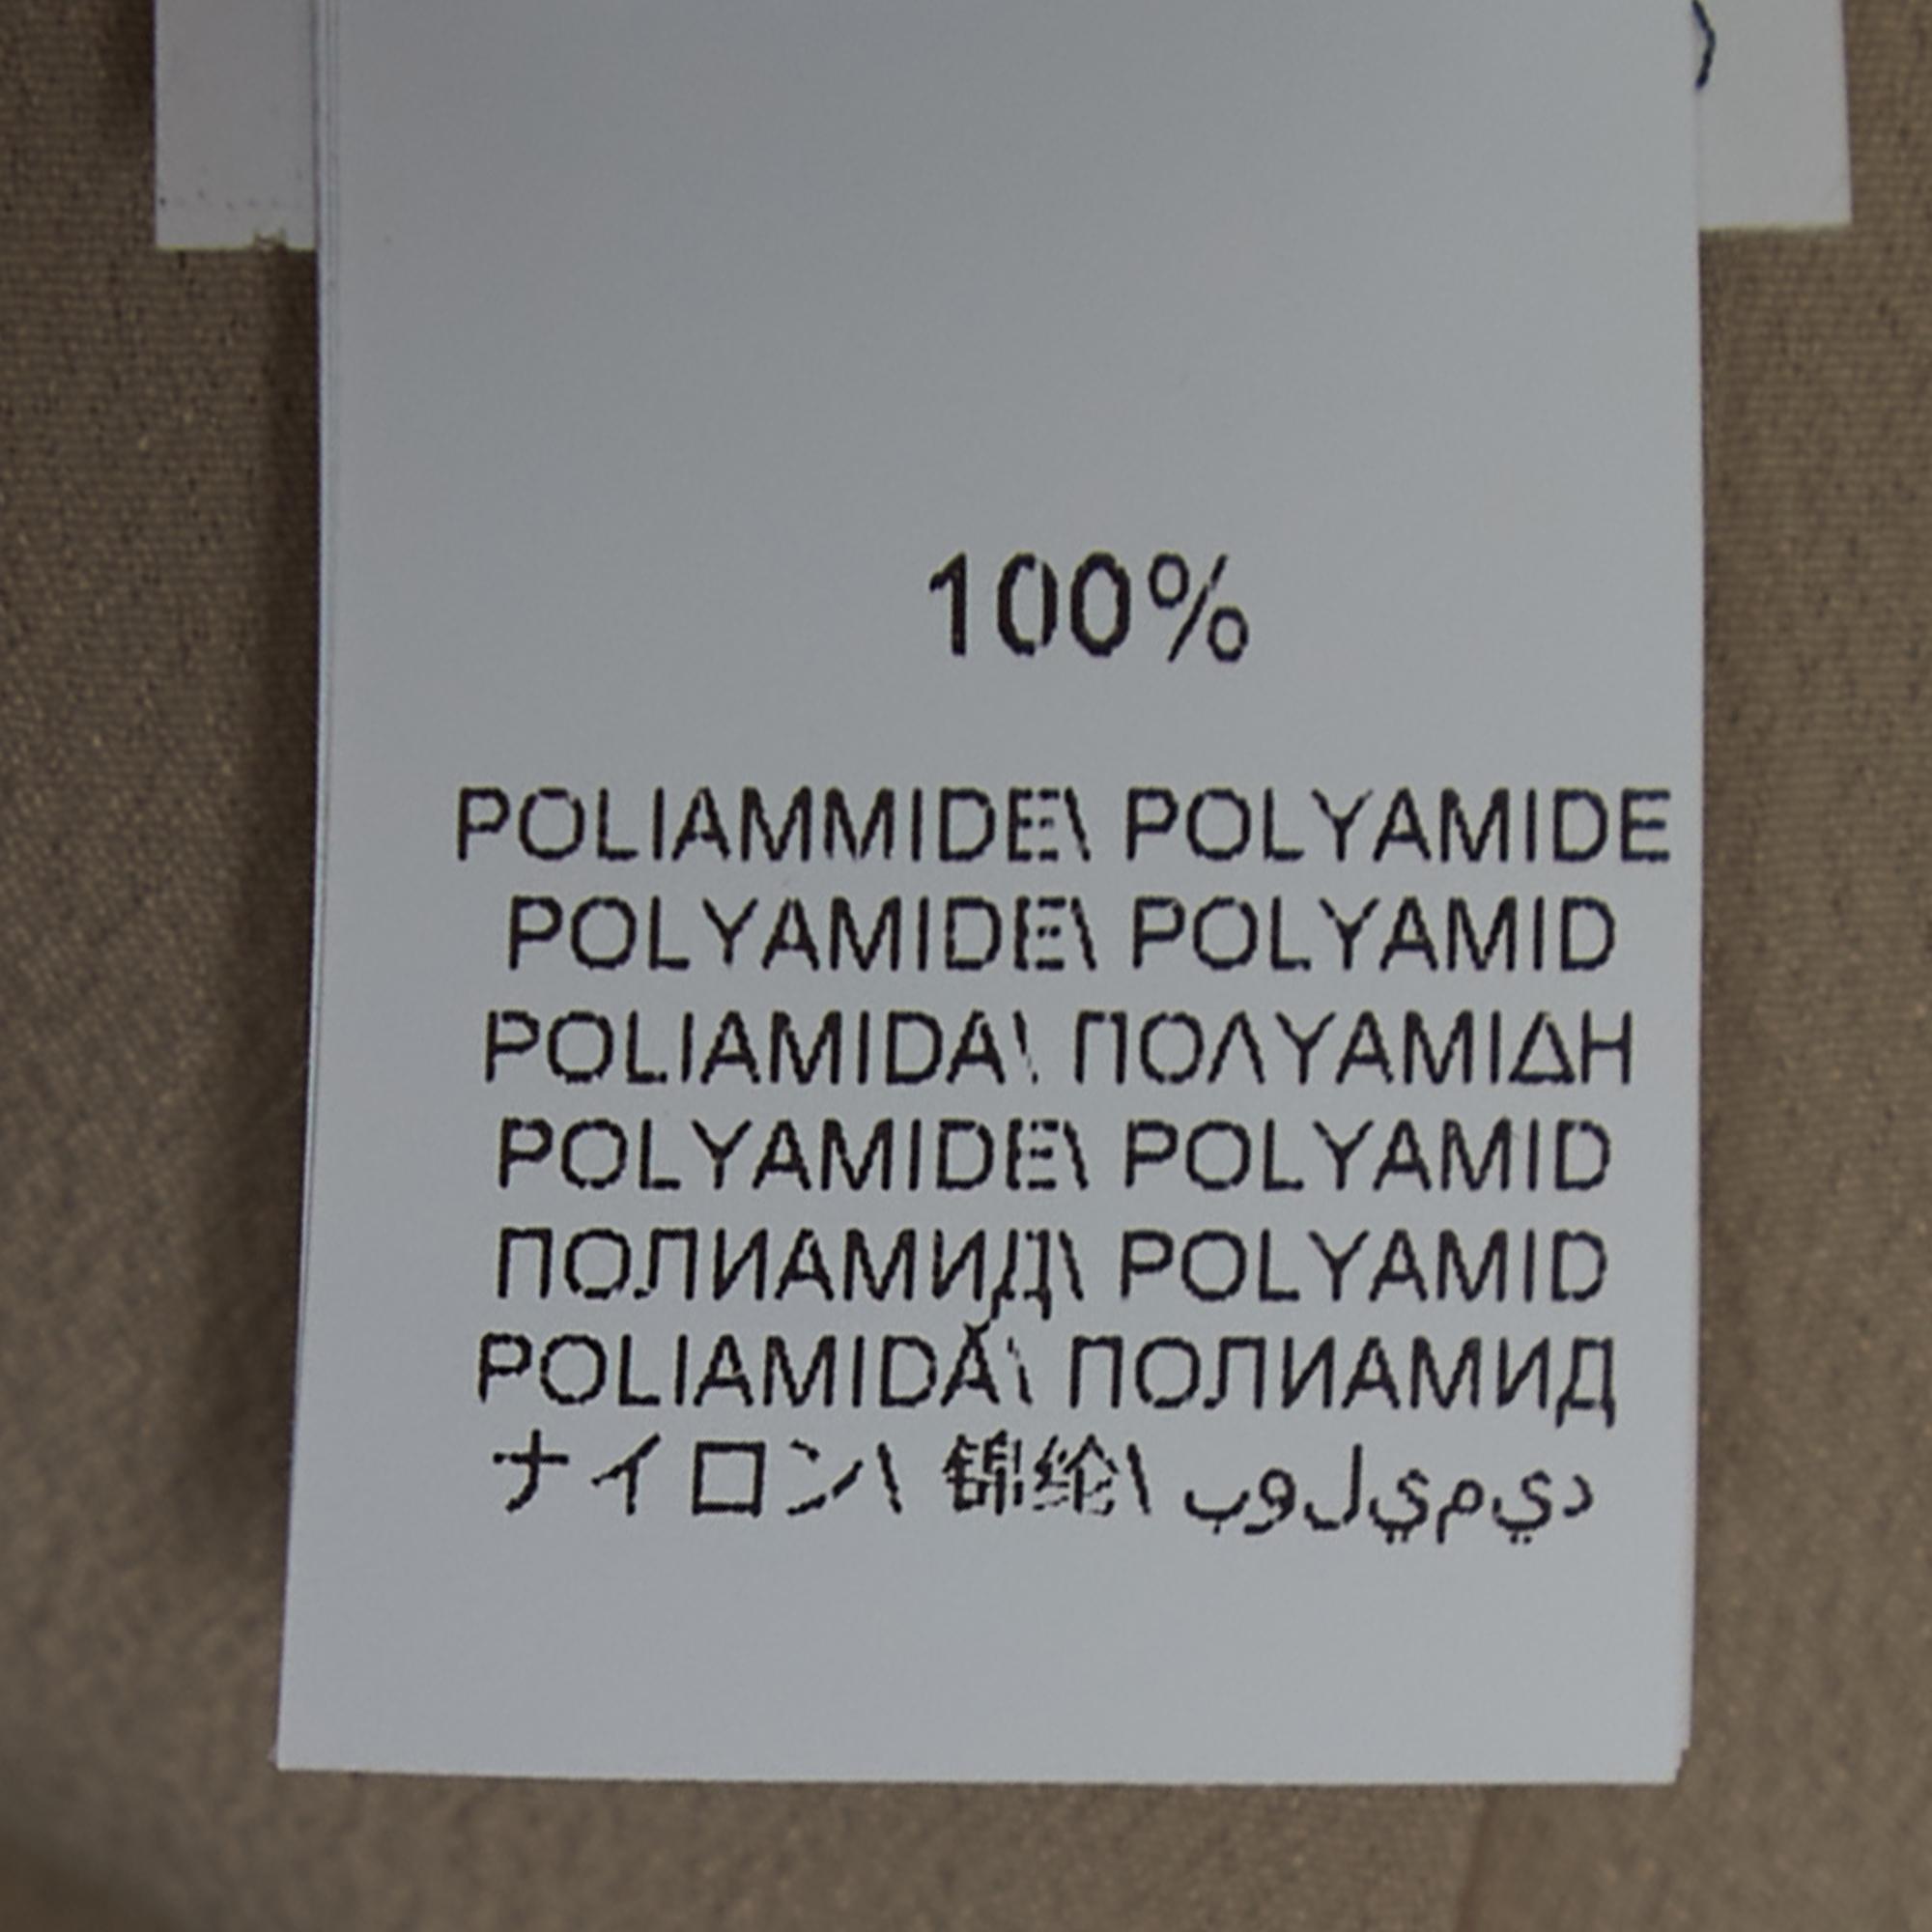 100%
POLIAMMIDE\ POLYAMIDE
POLYAMIDE\ POLYAMID
POLIAMIDA\ ΠΟΛΥΑΜΙΔΗ
POLYAMIDE\ POLYAMID
ПОЛИАМИД\ POLYAMID
POLIAMIDĂ\ ПОЛИАМИД
ナイロン\ 锦纶\ بوليميد